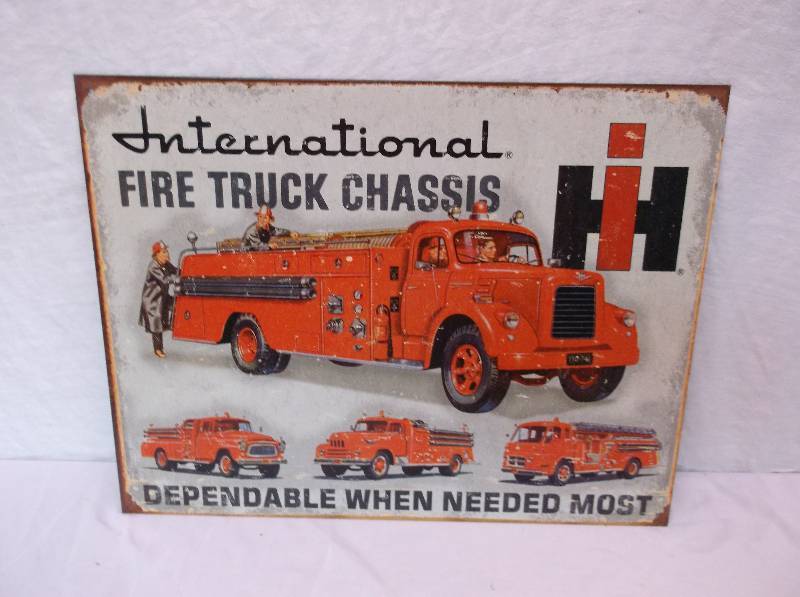 International®
FIRE TRUCK CHASSIS
IH®
DEPENDABLE WHEN NEEDED MOST